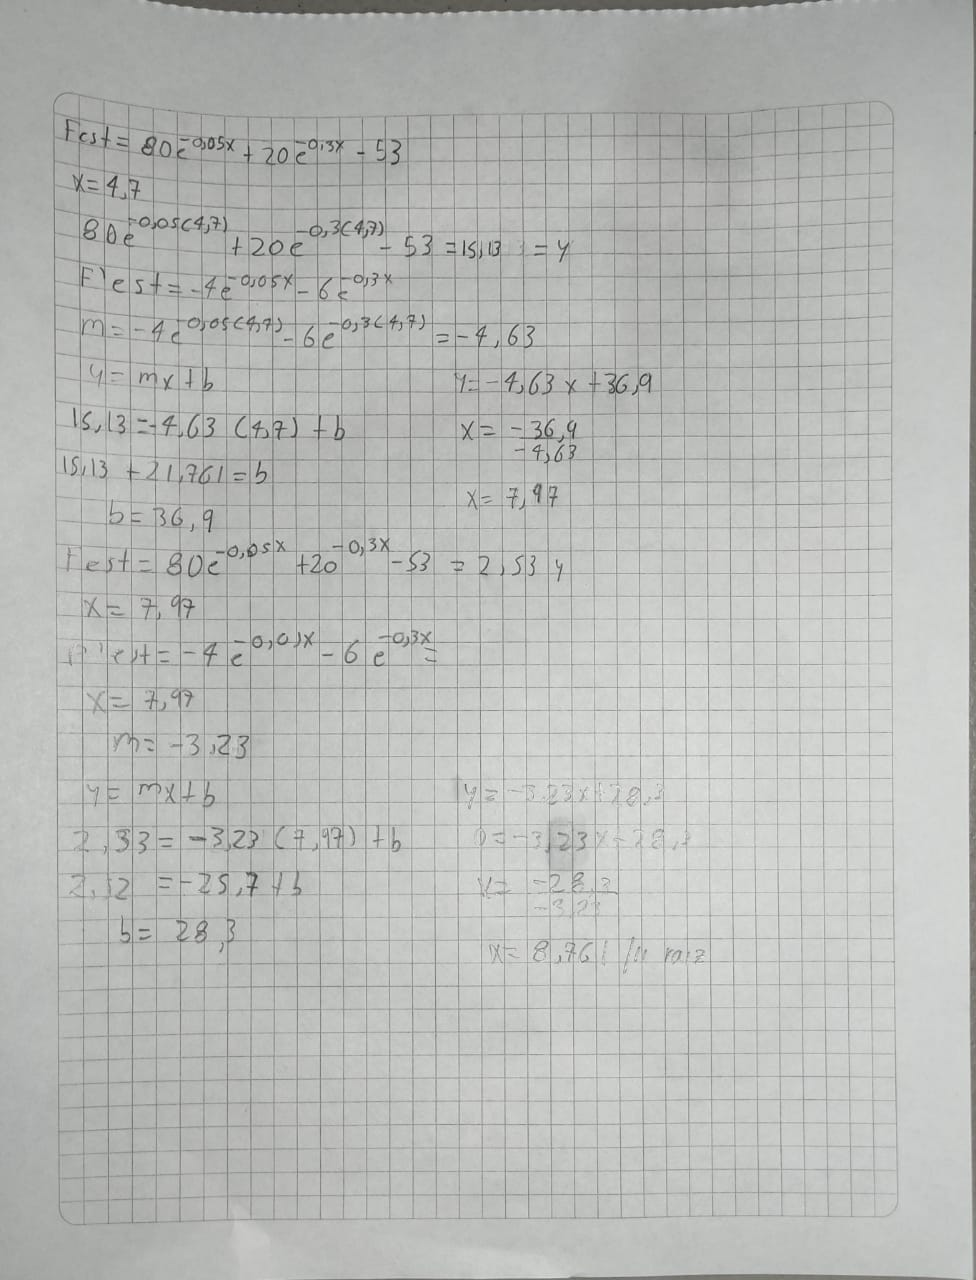 Fest = 80e^-0,05x + 20e^-0,3x - 53
x = 4,7
80e^-0,05(4,7) + 20e^-0,3(4,7) - 53 = 15,13 = y
F'est = -4e^-0,05x - 6e^-0,3x
m = -4e^-0,05(4,7) - 6e^-0,3(4,7) = -4,63
y = mx + b
y = -4,63x + 36,9
15,13 = -4,63 (4,7) + b
x = -36,9 / -4,63
15,13 + 21,761 = b
x = 7,97
b = 36,9
Fest = 80e^-0,05x + 20^-0,3x - 53 = 2,53 y
x = 7,97
F'est = -4e^-0,0 x - 6e^-0,3x =
x = 7,97
m = -3,23
y = mx + b
y = -3,23x + 28,3
2,33 = -3,23 (7,97) + b
0 = -3,23x + 28,3
2,12 = -25,7 + b
x = -28,3 / -3,23
b = 28,3
x = 8,761 raiz